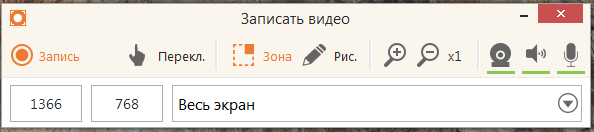 Записать видео
Запись Перекл. Зона Рис. x1
1366 768 Весь экран